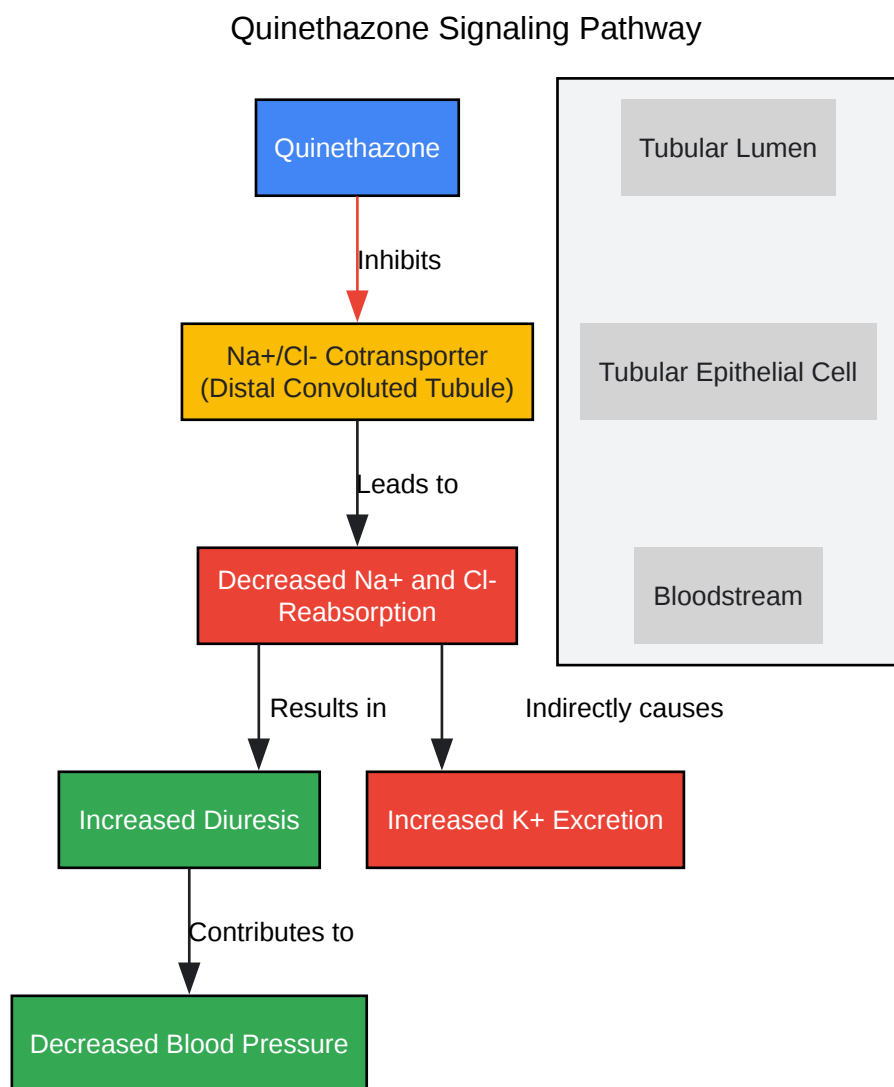 Quinethazone Signaling Pathway
Quinethazone
Tubular Lumen
Inhibits
Na+/Cl- Cotransporter
(Distal Convoluted Tubule)
Tubular Epithelial Cell
Leads to
Decreased Na+ and Cl-
Reabsorption
Bloodstream
Results in
Indirectly causes
Increased Diuresis
Increased K+ Excretion
Contributes to
Decreased Blood Pressure